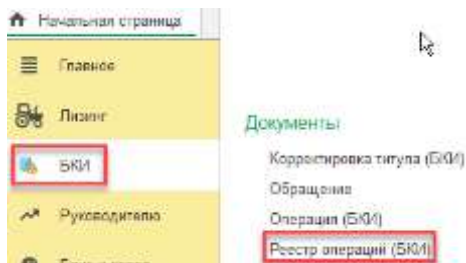 Начальная страница
Главное
Лизинг
БКИ
Руководителю
Документы
Корректировка титула (БКИ)
Обращение
Операция (БКИ)
Реестр операций (БКИ)